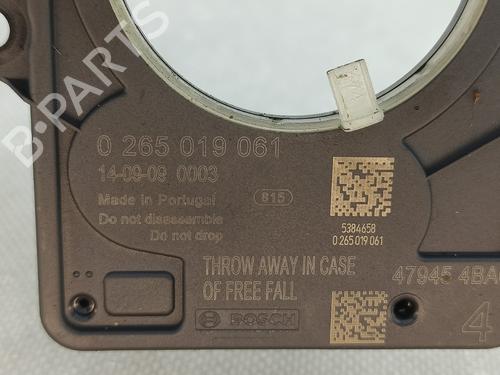 B-PARTS
0 265 019 061
14-09-09 0003
Made in Portugal
815
Do not disassemble
Do not drop
5384658
0 265 019 061
THROW AWAY IN CASE
OF FREE FALL
47945 4BA
BOSCH
4